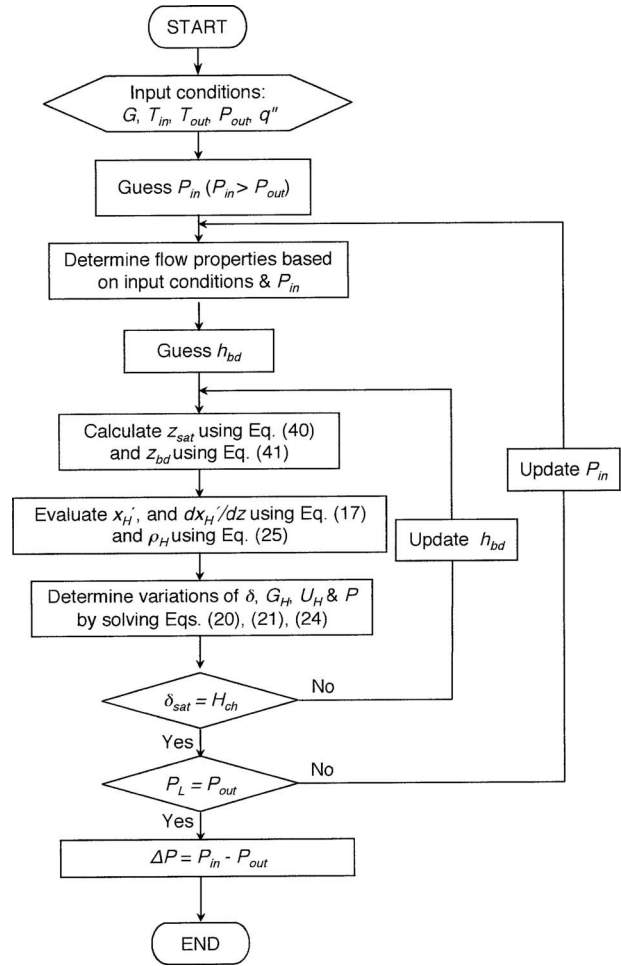 START
Input conditions:
G, T_in, T_out, P_out, q"
Guess P_in (P_in > P_out)
Determine flow properties based
on input conditions & P_in
Guess h_bd
Calculate z_sat using Eq. (40)
and z_bd using Eq. (41)
Update P_in
Evaluate x_H′, and dx_H′/dz using Eq. (17)
and ρ_H using Eq. (25)
Update h_bd
Determine variations of δ, G_H, U_H & P
by solving Eqs. (20), (21), (24)
δ_sat = H_ch
No
Yes
P_L = P_out
No
Yes
ΔP = P_in - P_out
END